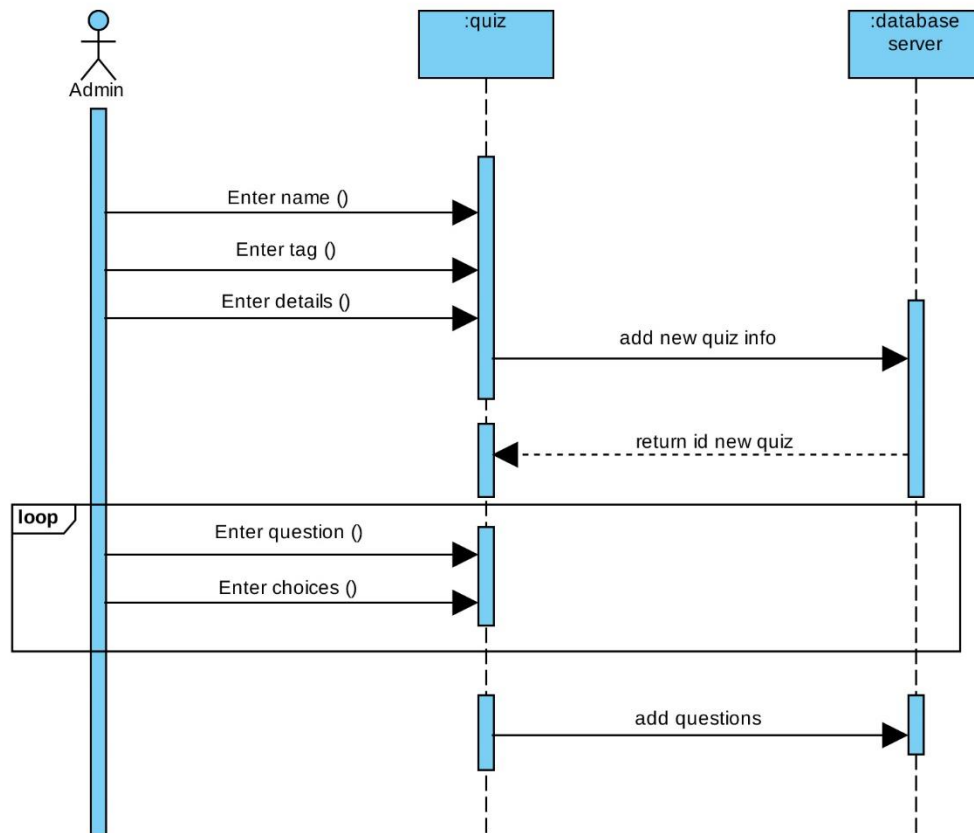 :quiz
:database
server
Admin
Enter name ()
Enter tag ()
Enter details ()
add new quiz info
return id new quiz
loop
Enter question ()
Enter choices ()
add questions